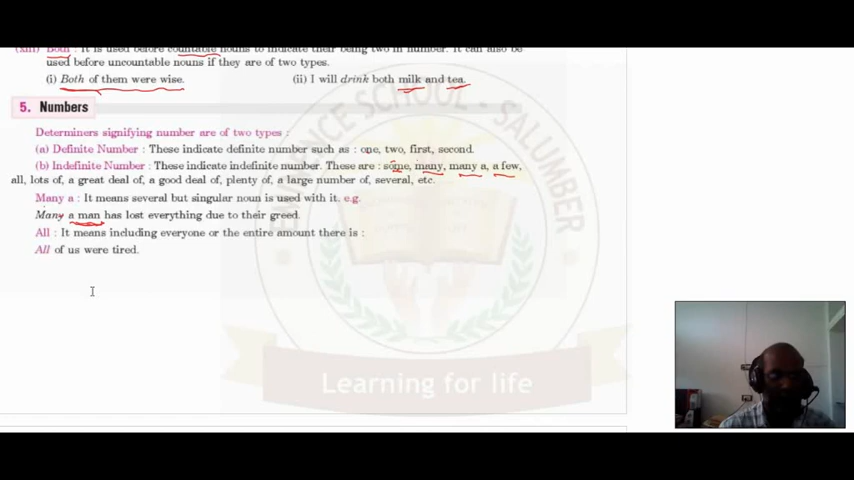 (xiii) Both : It is used before countable nouns to indicate their being two in number. It can also be
used before uncountable nouns if they are of two types.
(i) Both of them were wise. (ii) I will drink both milk and tea.
5. Numbers
Determiners signifying number are of two types :
(a) Definite Number : These indicate definite number such as : one, two, first, second.
(b) Indefinite Number : These indicate indefinite number. These are : some, many, many a, a few,
all, lots of, a great deal of, a good deal of, plenty of, a large number of, several, etc.
Many a : It means several but singular noun is used with it. e.g.
Many a man has lost everything due to their greed.
All : It means including everyone or the entire amount there is :
All of us were tired.
SCHOOL - SALUMBER
Learning for life